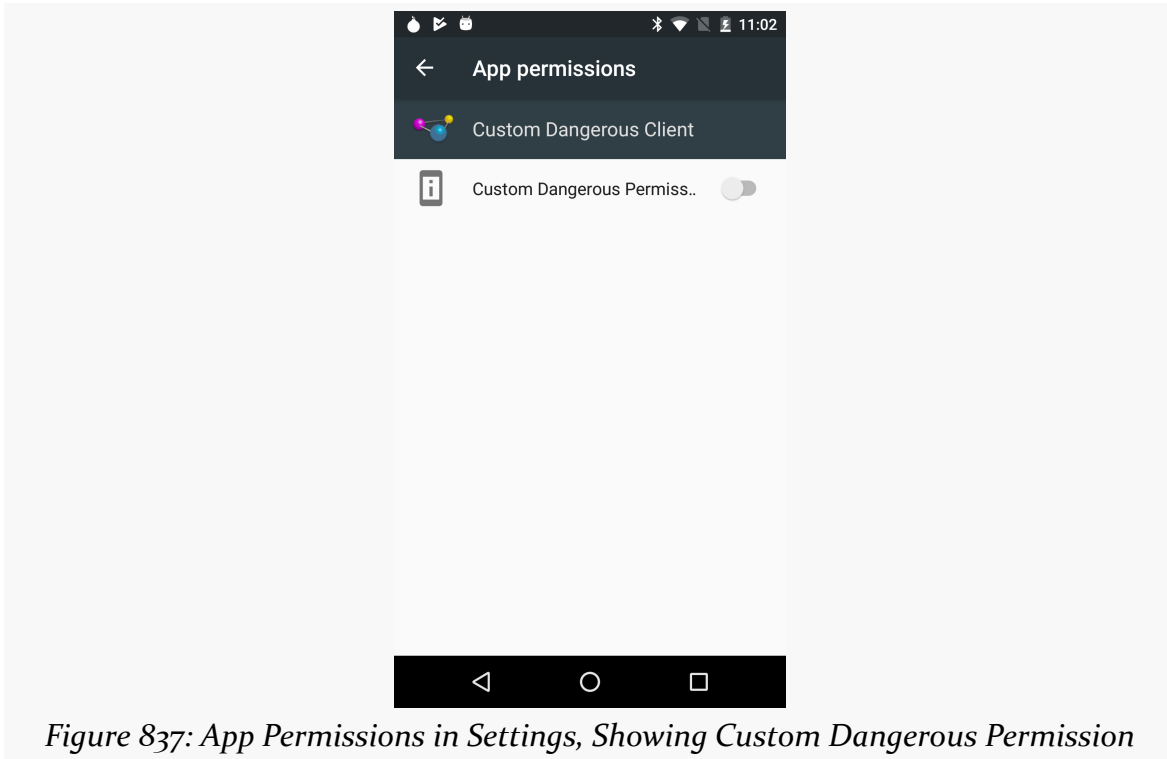 11:02
App permissions
Custom Dangerous Client
Custom Dangerous Permiss..
Figure 837: App Permissions in Settings, Showing Custom Dangerous Permission